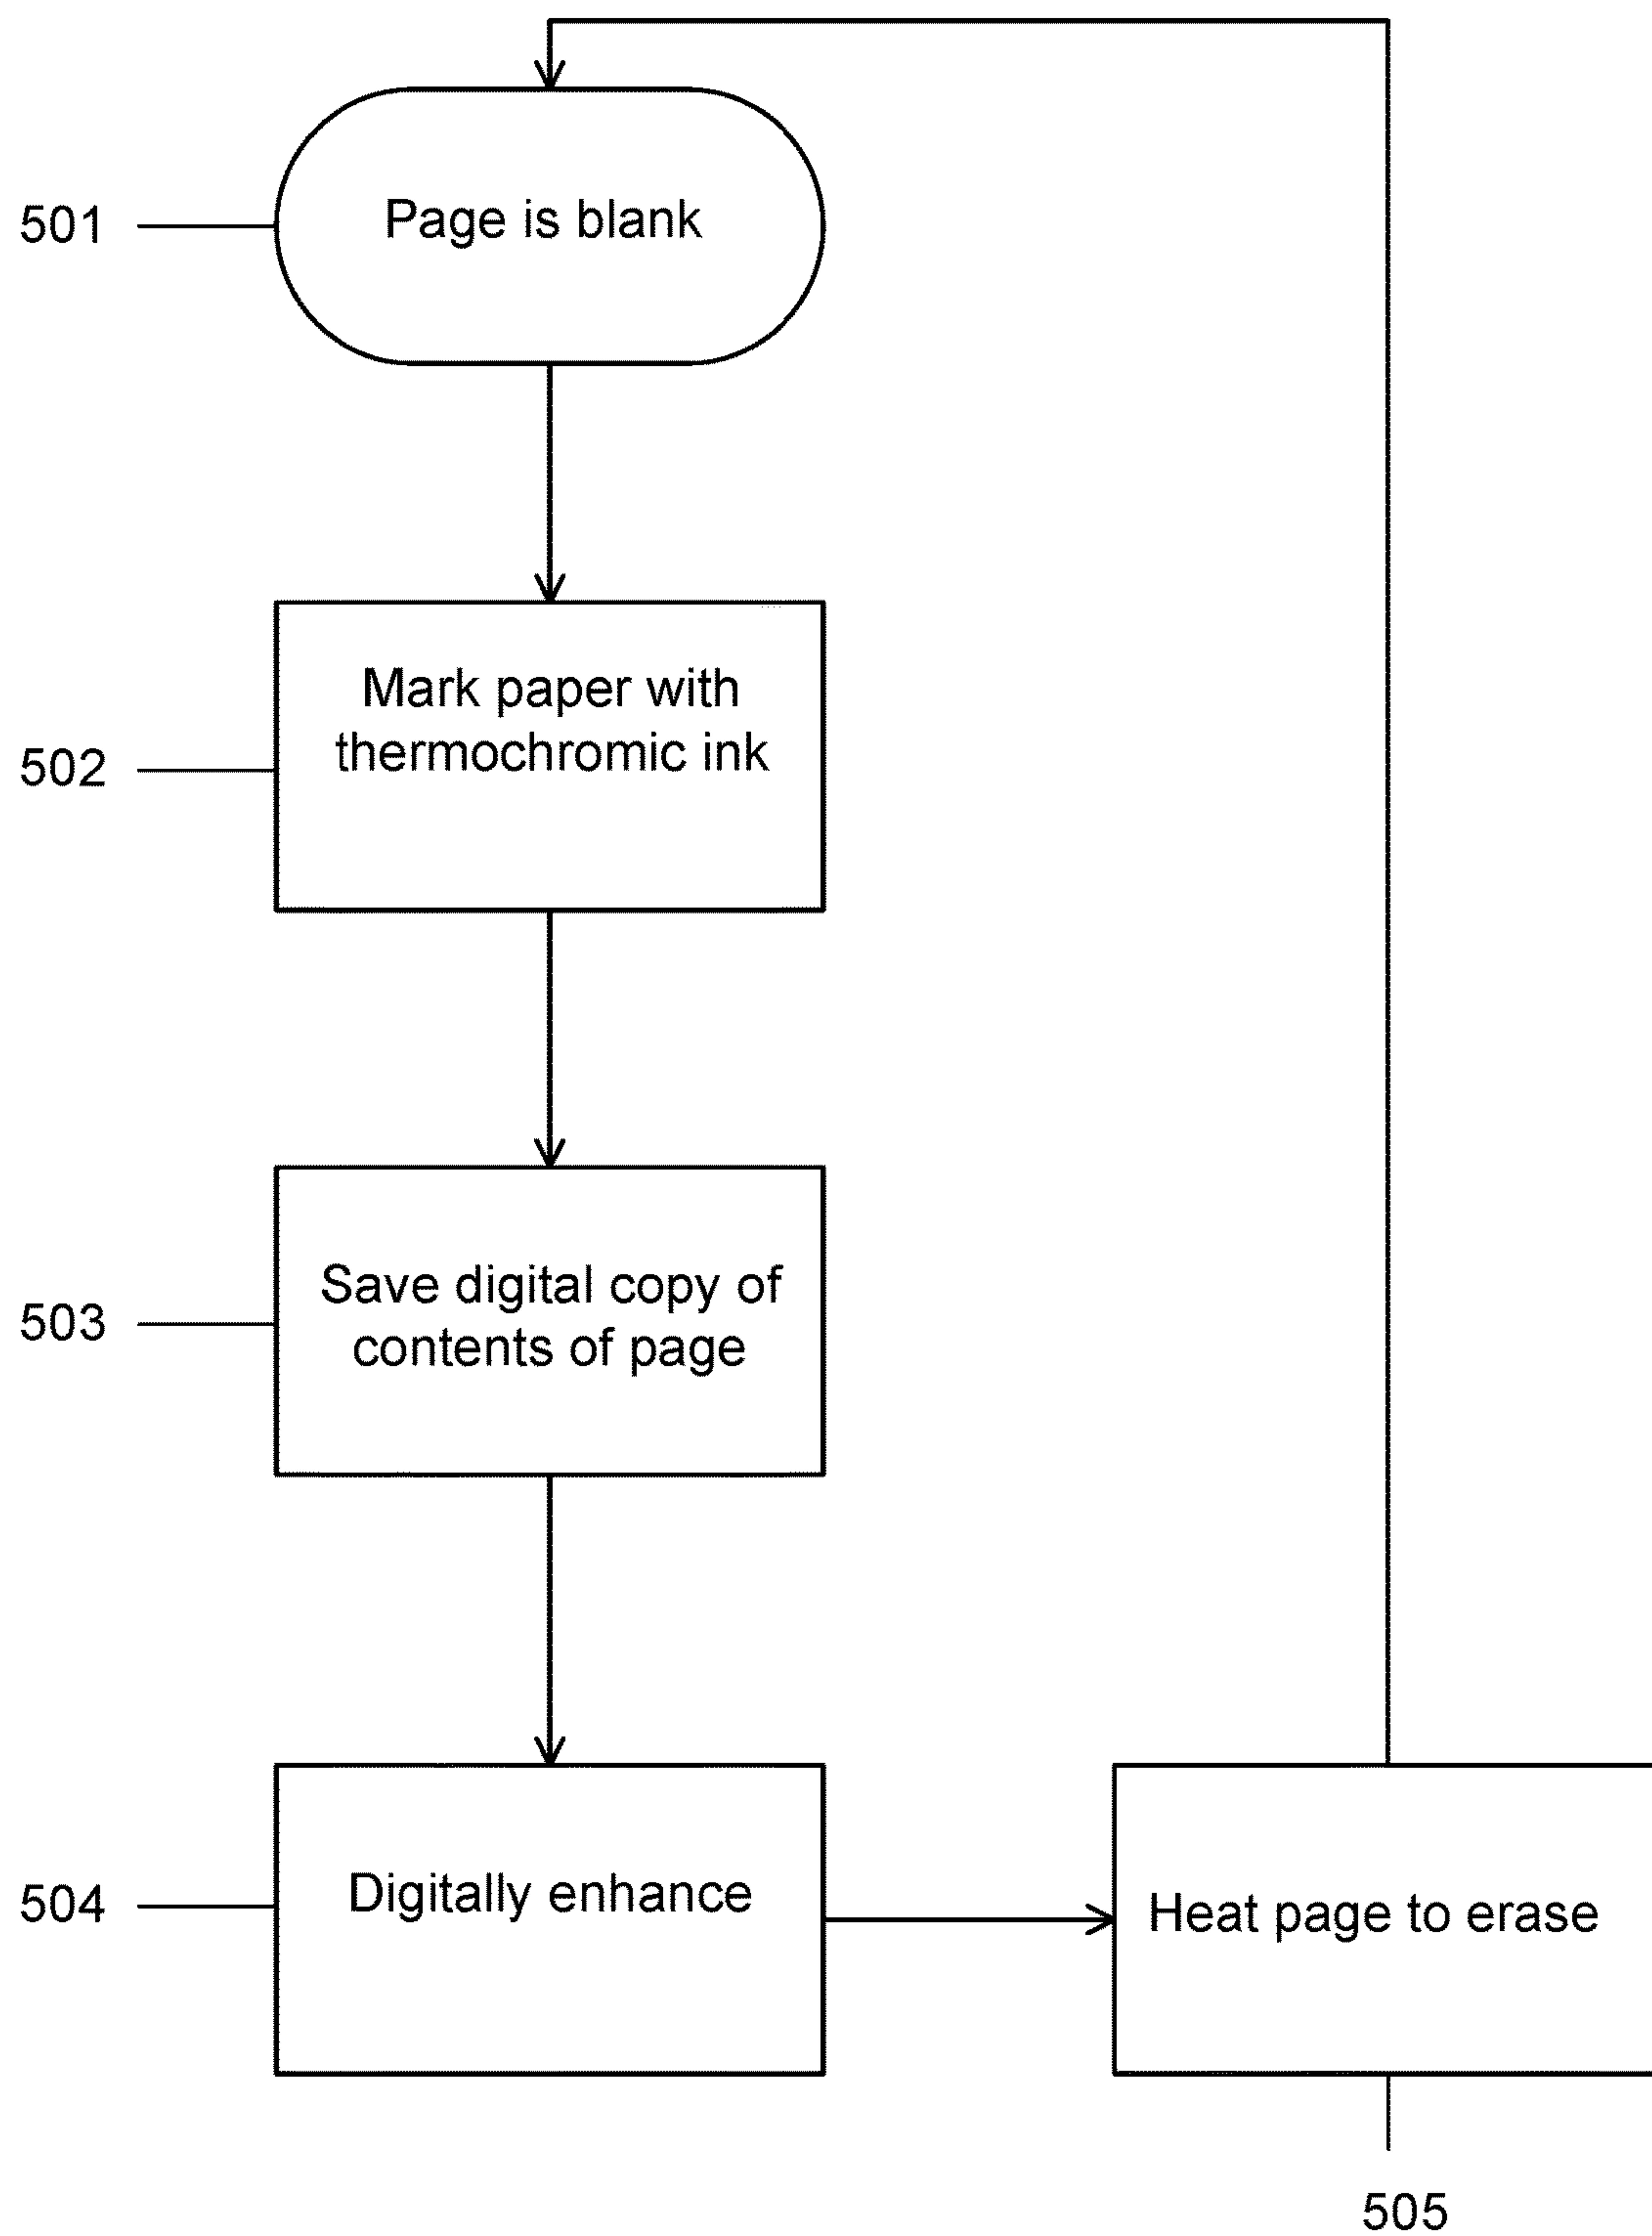 501
Page is blank
502
Mark paper with
thermochromic ink
503
Save digital copy of
contents of page
504
Digitally enhance
Heat page to erase
505